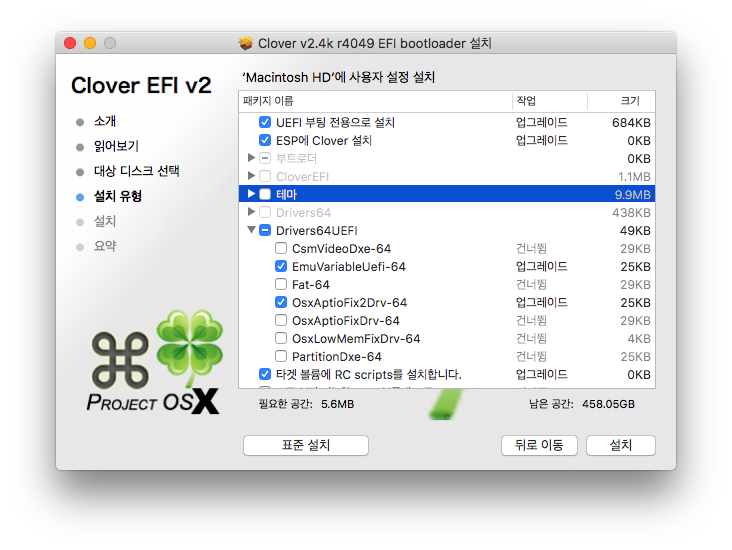 Clover v2.4k r4049 EFI bootloader 설치
Clover EFI v2
소개
읽어보기
대상 디스크 선택
설치 유형
설치
요약
PROJECT OSX
‘Macintosh HD’에 사용자 설정 설치
패키지 이름 작업 크기
UEFI 부팅 전용으로 설치 업그레이드 684KB
ESP에 Clover 설치 업그레이드 0KB
부트로더 0KB
CloverEFI 1.1MB
테마 9.9MB
Drivers64 438KB
Drivers64UEFI 49KB
CsmVideoDxe-64 건너뜀 29KB
EmuVariableUefi-64 업그레이드 25KB
Fat-64 건너뜀 29KB
OsxAptioFix2Drv-64 업그레이드 25KB
OsxAptioFixDrv-64 건너뜀 29KB
OsxLowMemFixDrv-64 건너뜀 4KB
PartitionDxe-64 건너뜀 25KB
타겟 볼륨에 RC scripts를 설치합니다. 업그레이드 0KB
필요한 공간: 5.6MB 남은 공간: 458.05GB
표준 설치 뒤로 이동 설치